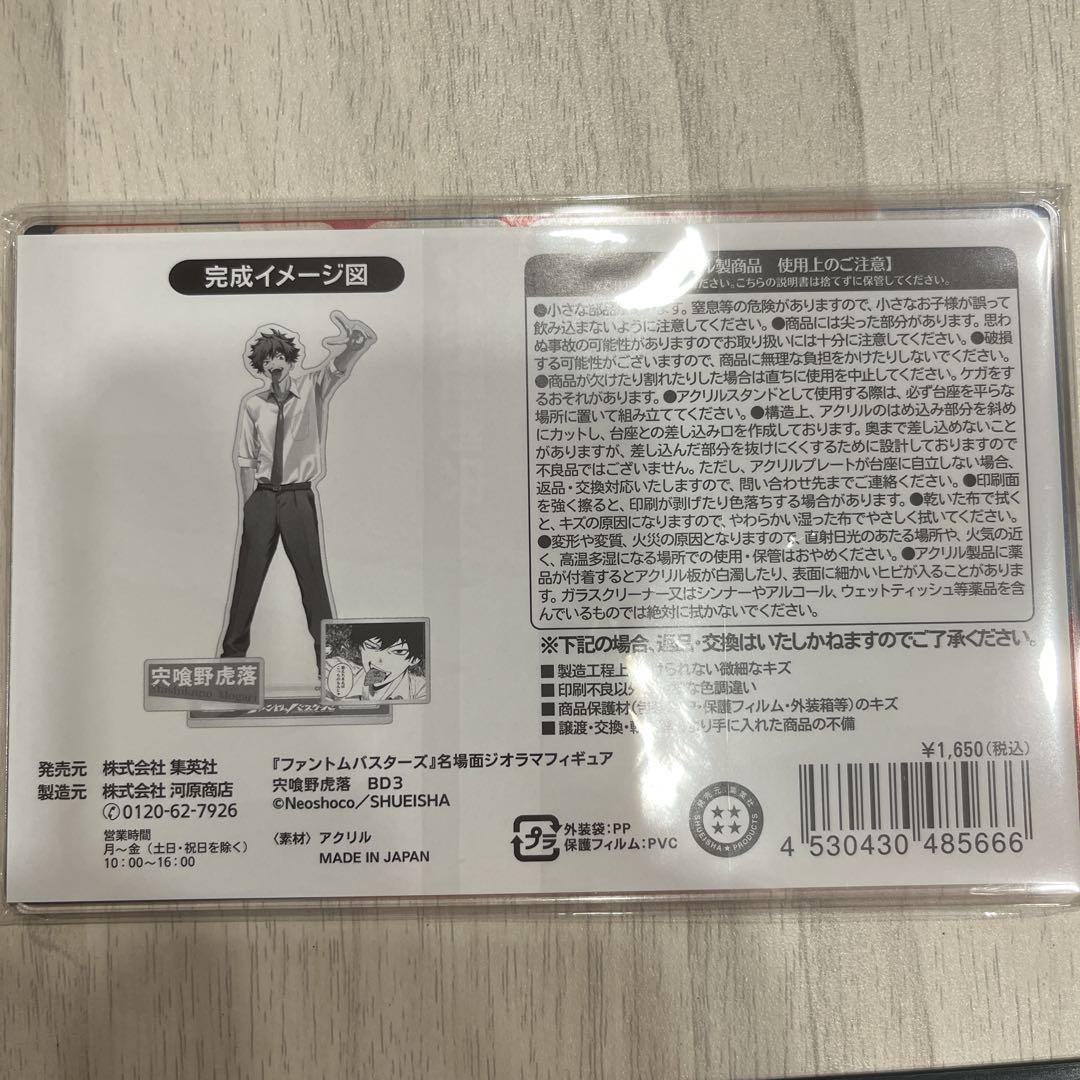 完成イメージ図
宍喰野虎落
Mogari
ル製商品 使用上のご注意】
ださい。こちらの説明書は捨てずに保管してください。
●小さな部品 ます。窒息等の危険がありますので、小さなお子様が誤って
飲み込まないように注意してください。●商品には尖った部分があります。思わ
ぬ事故の可能性がありますのでお取り扱いには十分に注意してください。●破損
する可能性がございますので、商品に無理な負担をかけたりしないでください。
●商品が欠けたり割れたりした場合は直ちに使用を中止してください。ケガをす
るおそれがあります。●アクリルスタンドとして使用する際は、必ず台座を平らな
場所に置いて組み立ててください。●構造上、アクリルのはめ込み部分を斜め
にカットし、台座との差し込み口を作成しております。奥まで差し込めないこと
がありますが、差し込んだ部分を抜けにくくするために設計しておりますので
不良品ではございません。ただし、アクリルプレートが台座に自立しない場合、
返品・交換対応いたしますので、問い合わせ先までご連絡ください。●印刷面
を強く擦ると、印刷が剥げたり色落ちする場合があります。●乾いた布で拭く
と、キズの原因になりますので、やわらかい湿った布でやさしく拭いてください。
●変形や変質、火災の原因となりますので、直射日光のあたる場所や、火気の近
く、高温多湿になる場所での使用・保管はおやめください。●アクリル製品に薬
品が付着するとアクリル板が白濁したり、表面に細かいヒビが入ることがありま
す。ガラスクリーナー又はシンナーやアルコール、ウェットティッシュ等薬品を含
んでいるものでは絶対に拭かないでください。
※下記の場合、返品・交換はいたしかねますのでご了承ください。
■製造工程上 けられない微細なキズ
■印刷不良以外 な色調違い
■商品保護材( ・保護フィルム・外装箱等)のキズ
■譲渡・交換・ り手に入れた商品の不備
発売元 株式会社 集英社
製造元 株式会社 河原商店
0120-62-7926
営業時間
月〜金(土日・祝日を除く)
10:00〜16:00
『ファントムバスターズ』名場面ジオラマフィギュア
宍喰野虎落 BD3
©Neoshoco/SHUEISHA
〈素材〉アクリル
MADE IN JAPAN
プラ
外装袋:PP
保護フィルム:PVC
発売元:集英社
SHUEISHA★PRODUCTS
¥1,650(税込)
4 530430 485666